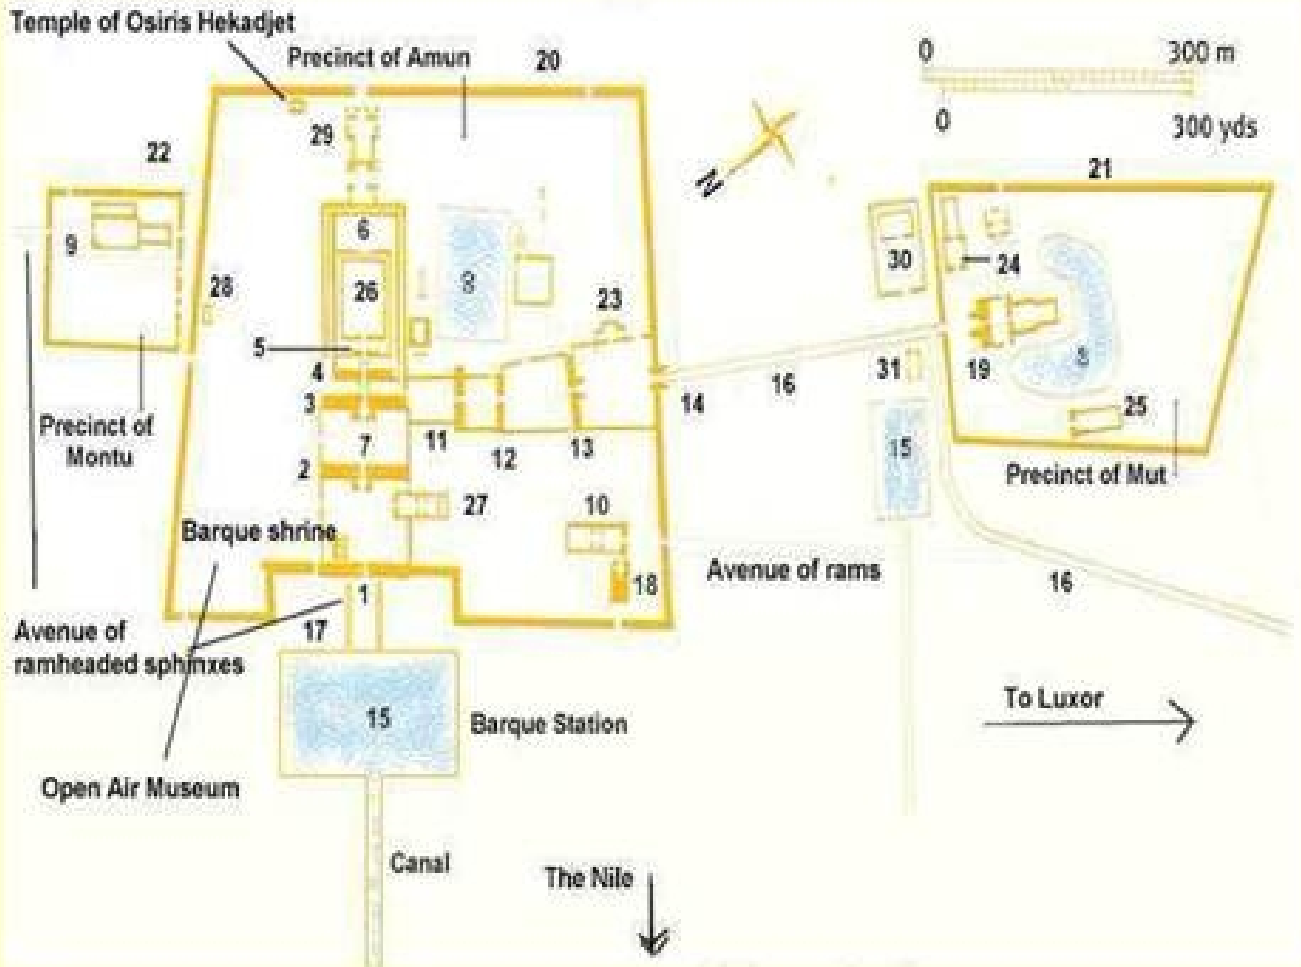 Temple of Osiris Hekadjet
Precinct of Amun
20
0
300 m
0
300 yds
22
29
N
21
9
6
8
30
24
28
26
23
5
4
3
14
16
31
19
8
25
Precinct of
Montu
7
11
12
13
15
2
Precinct of Mut
27
10
Barque shrine
Avenue of rams
18
16
1
Avenue of
ramheaded sphinxes
17
To Luxor
15
Barque Station
Open Air Museum
Canal
The Nile